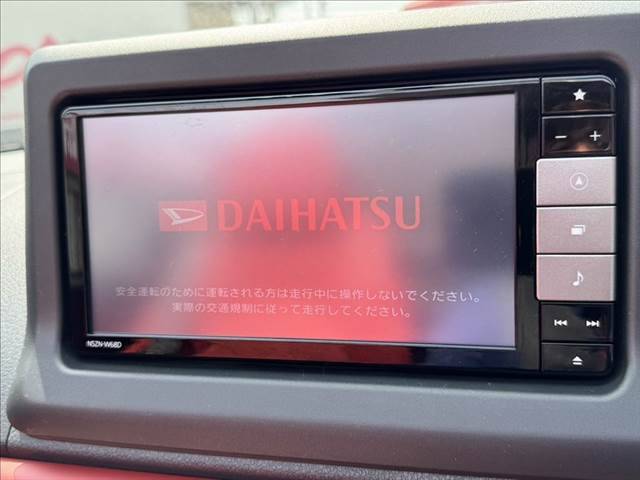 DAIHATSU
安全運転のために運転される方は走行中に操作しないでください。
実際の交通規制に従って走行してください。
NSZN-W68D